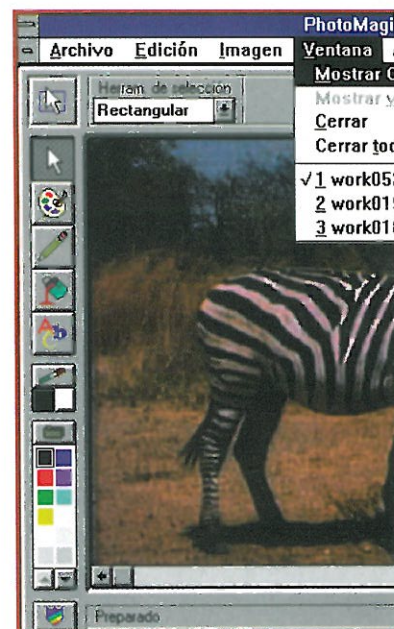 PhotoMagi
Archivo Edición Imagen Ventana
Herram. de selección
Rectangular
Mostrar
Mostrar
Cerrar
Cerrar
√1 work05
2 work01
3 work01
Preparado